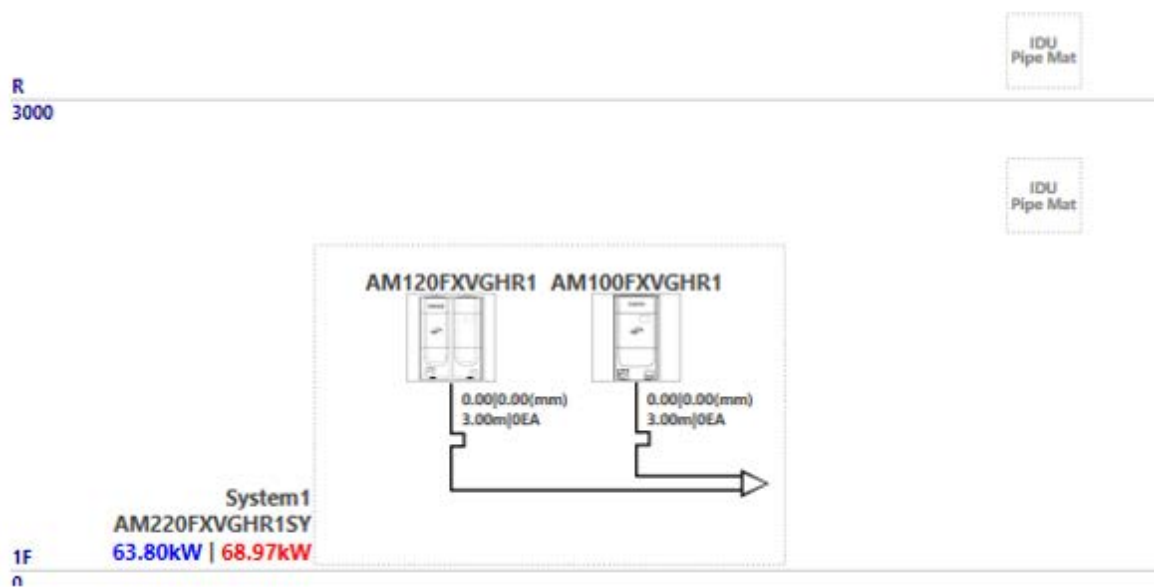 IDU
Pipe Mat
R
3000
IDU
Pipe Mat
AM120FXVGHR1 AM100FXVGHR1
0.00|0.00(mm) 0.00|0.00(mm)
3.00m|0EA 3.00m|0EA
System1
AM220FXVGHR1SY
63.80kW | 68.97kW
1F
0